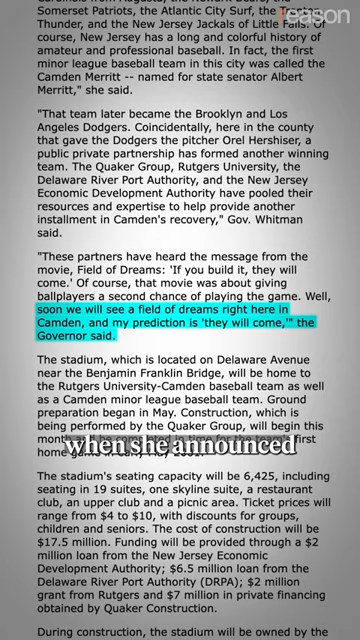 Somerset Patriots, the Atlantic City Surf, the
Thunder, and the New Jersey Jackals of Little Falls. Of
course, New Jersey has a long and colorful history of
amateur and professional baseball. In fact, the first
minor league baseball team in this city was called the
Camden Merritt -- named for state senator Albert
Merritt," she said.
"That team later became the Brooklyn and Los
Angeles Dodgers. Coincidentally, here in the county
that gave the Dodgers the pitcher Orel Hershiser, a
public private partnership has formed another winning
team. The Quaker Group, Rutgers University, the
Delaware River Port Authority, and the New Jersey
Economic Development Authority have pooled their
resources and expertise to help provide another
installment in Camden's recovery," Gov. Whitman
said.
"These partners have heard the message from the
movie, Field of Dreams: 'If you build it, they will
come.' Of course, that movie was about giving
ballplayers a second chance of playing the game. Well,
soon we will see a field of dreams right here in
Camden, and my prediction is 'they will come,'" the
Governor said.
The stadium, which is located on Delaware Avenue
near the Benjamin Franklin Bridge, will be home to
the Rutgers University-Camden baseball team as well
as a Camden minor league baseball team. Ground
preparation began in May. Construction, which is
being performed by the Quaker Group, will begin this
when she announced
The stadium's seating capacity will be 6,425, including
seating in 19 suites, one skyline suite, a restaurant
club, an upper club and a picnic area. Ticket prices will
range from $4 to $10, with discounts for groups,
children and seniors. The cost of construction will be
$17.5 million. Funding will be provided through a $2
million loan from the New Jersey Economic
Development Authority; $6.5 million loan from the
Delaware River Port Authority (DRPA); $2 million
grant from Rutgers and $7 million in private financing
obtained by Quaker Construction.
During construction, the stadium will be owned by the
reason